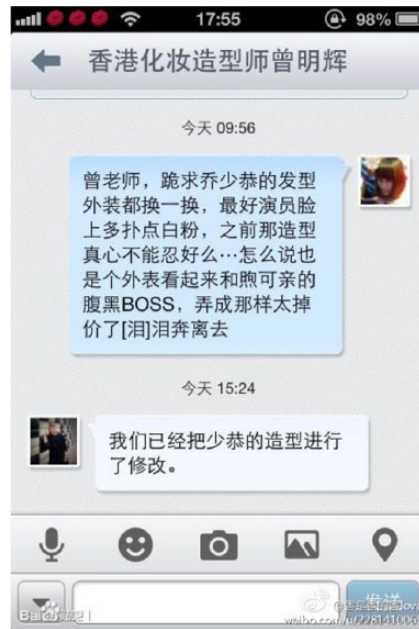 17:55
98%
香港化妆造型师曾明辉
今天 09:56
曾老师，跪求乔少恭的发型
外装都换一换，最好演员脸
上多扑点白粉，之前那造型
真心不能忍好么…怎么说也
是个外表看起来和煦可亲的
腹黑BOSS，弄成那样太掉
价了[泪]泪奔离去
今天 15:24
我们已经把少恭的造型进行
了修改。
发送